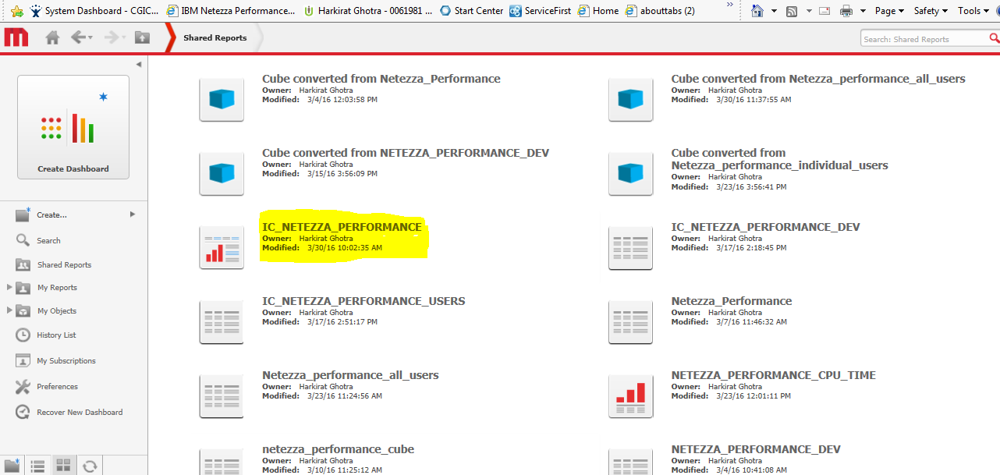 System Dashboard - CGIC...
IBM Netezza Performance...
Harkirat Ghotra - 0061981 ...
Start Center
ServiceFirst
Home
abouttabs (2)
»
Page
Safety
Tools
Shared Reports
Search: Shared Reports
Create Dashboard
Create...
Search
Shared Reports
My Reports
My Objects
History List
My Subscriptions
Preferences
Recover New Dashboard
Cube converted from Netezza_Performance
Owner: Harkirat Ghotra
Modified: 3/4/16 12:03:58 PM
Cube converted from Netezza_performance_all_users
Owner: Harkirat Ghotra
Modified: 3/30/16 11:37:55 AM
Cube converted from NETEZZA_PERFORMANCE_DEV
Owner: Harkirat Ghotra
Modified: 3/15/16 3:56:09 PM
Cube converted from
Netezza_performance_individual_users
Owner: Harkirat Ghotra
Modified: 3/23/16 3:56:41 PM
IC_NETEZZA_PERFORMANCE
Owner: Harkirat Ghotra
Modified: 3/30/16 10:02:35 AM
IC_NETEZZA_PERFORMANCE_DEV
Owner: Harkirat Ghotra
Modified: 3/17/16 2:18:45 PM
IC_NETEZZA_PERFORMANCE_USERS
Owner: Harkirat Ghotra
Modified: 3/17/16 2:51:17 PM
Netezza_Performance
Owner: Harkirat Ghotra
Modified: 3/7/16 11:46:32 AM
Netezza_performance_all_users
Owner: Harkirat Ghotra
Modified: 3/23/16 11:24:56 AM
NETEZZA_PERFORMANCE_CPU_TIME
Owner: Harkirat Ghotra
Modified: 3/23/16 12:01:11 PM
netezza_performance_cube
Owner: Harkirat Ghotra
Modified: 3/10/16 11:25:12 AM
NETEZZA_PERFORMANCE_DEV
Owner: Harkirat Ghotra
Modified: 3/4/16 10:41:08 AM